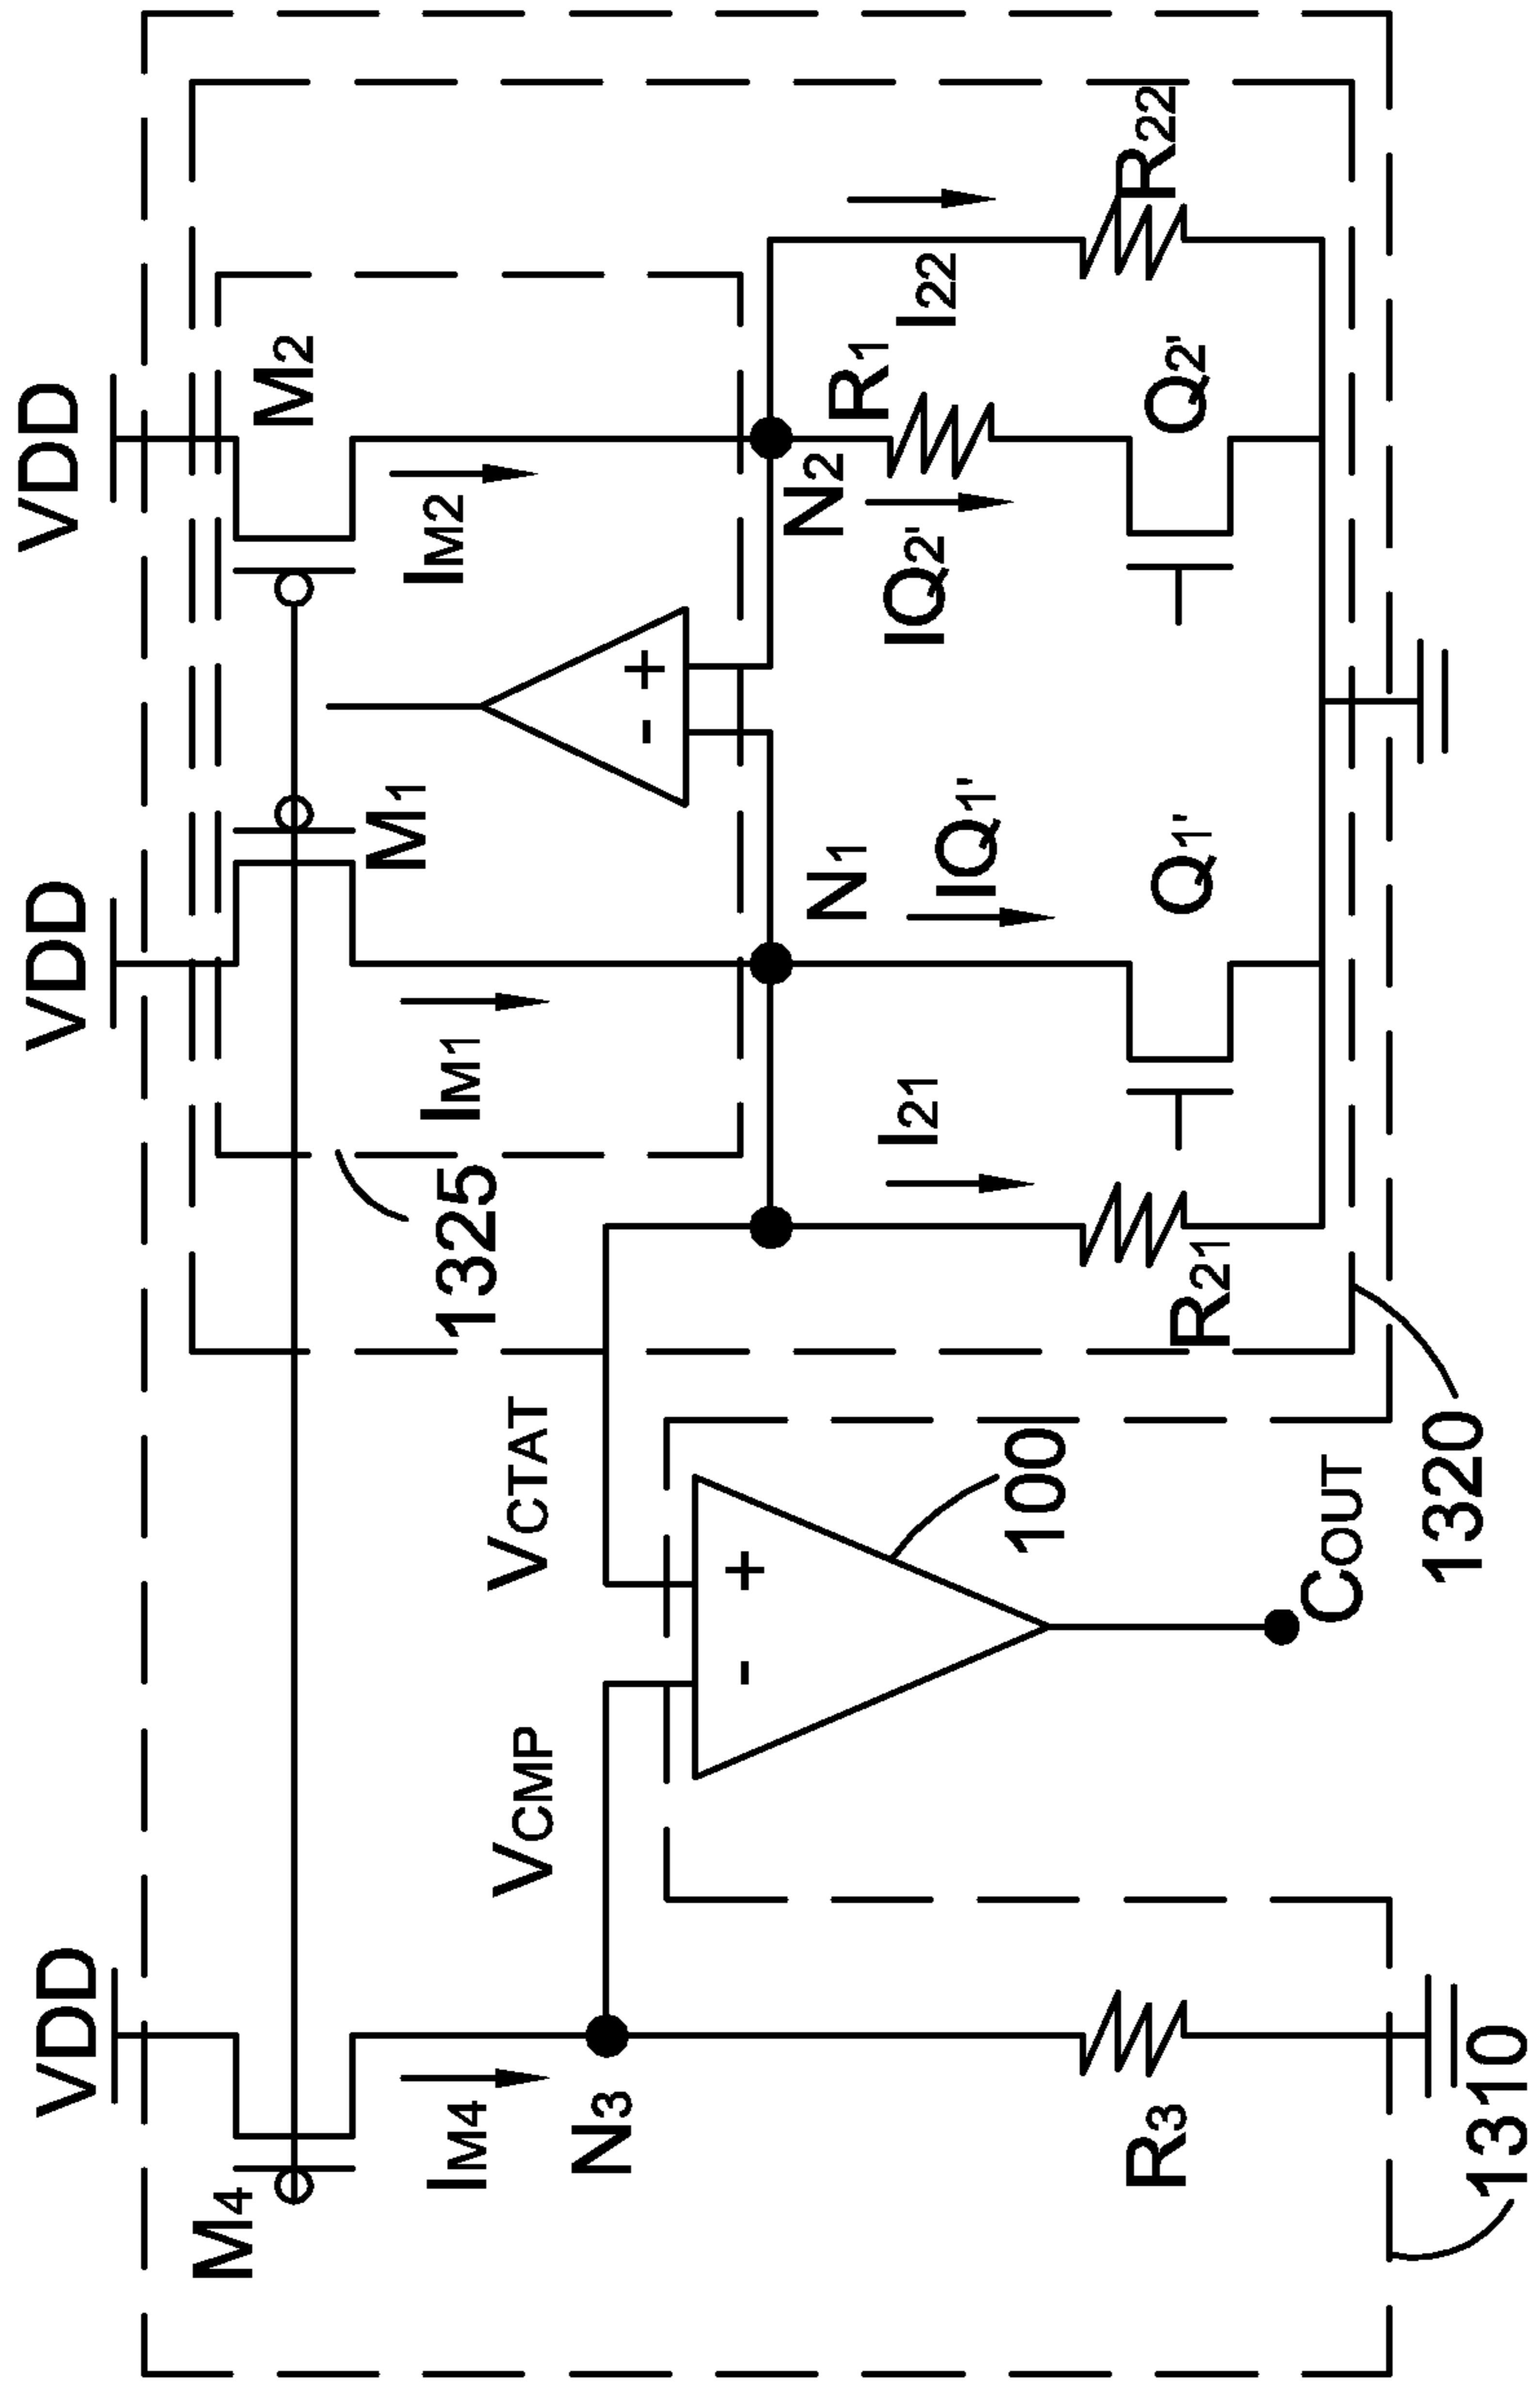 VDD
VDD
VDD
M4
M1
M2
IM4
IM1
IM2
1325
- +
N3
N1
N2
VCMP
VCTAT
- +
100
I21
IQ1'
IQ2'
R1
I22
R3
R21
Q1'
Q2'
R22
COUT
1310
1320